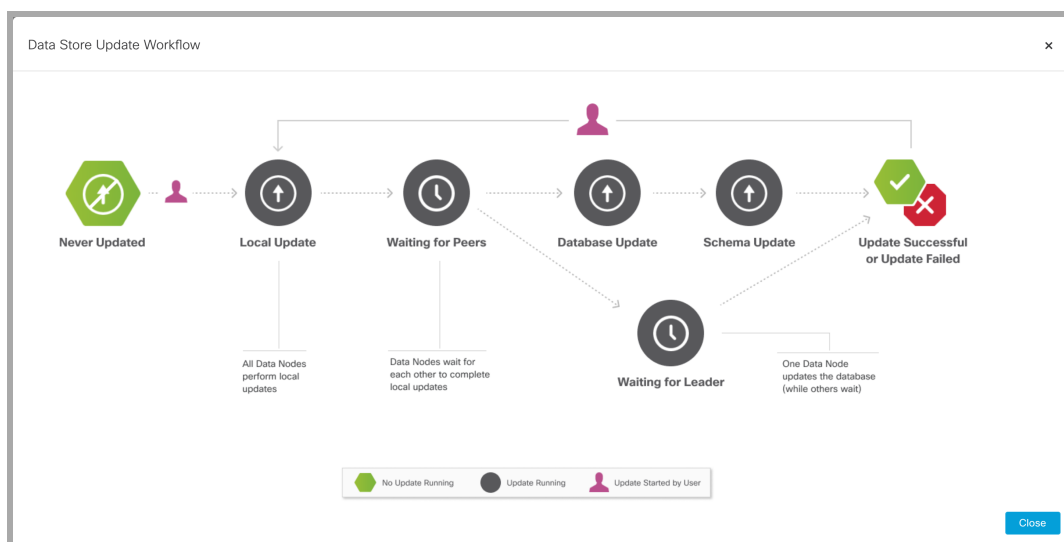 Data Store Update Workflow
Never Updated
Local Update
Waiting for Peers
Database Update
Schema Update
Update Successful
or Update Failed
All Data Nodes
perform local
updates
Data Nodes wait for
each other to complete
local updates
Waiting for Leader
One Data Node
updates the database
(while others wait)
No Update Running
Update Running
Update Started by User
Close